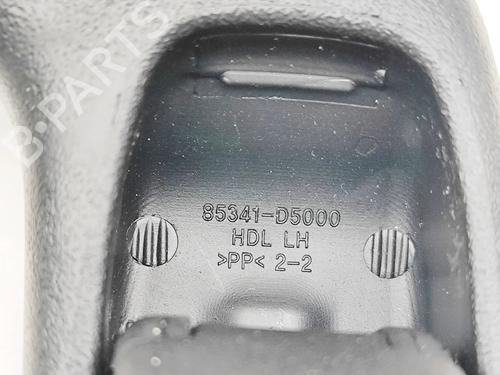 B-PARTS
85341-D5000
HDL LH
>PP< 2-2